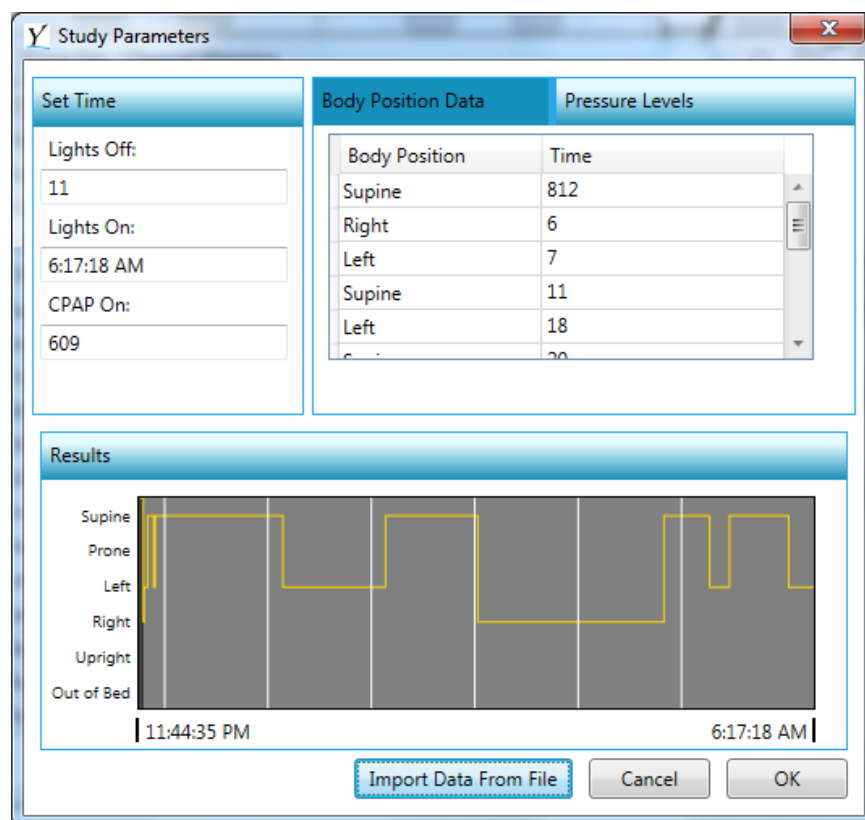 Study Parameters
Set Time
Lights Off:
11
Lights On:
6:17:18 AM
CPAP On:
609
Body Position Data Pressure Levels
Body Position Time
Supine 812
Right 6
Left 7
Supine 11
Left 18
Results
Supine
Prone
Left
Right
Upright
Out of Bed
11:44:35 PM 6:17:18 AM
Import Data From File Cancel OK